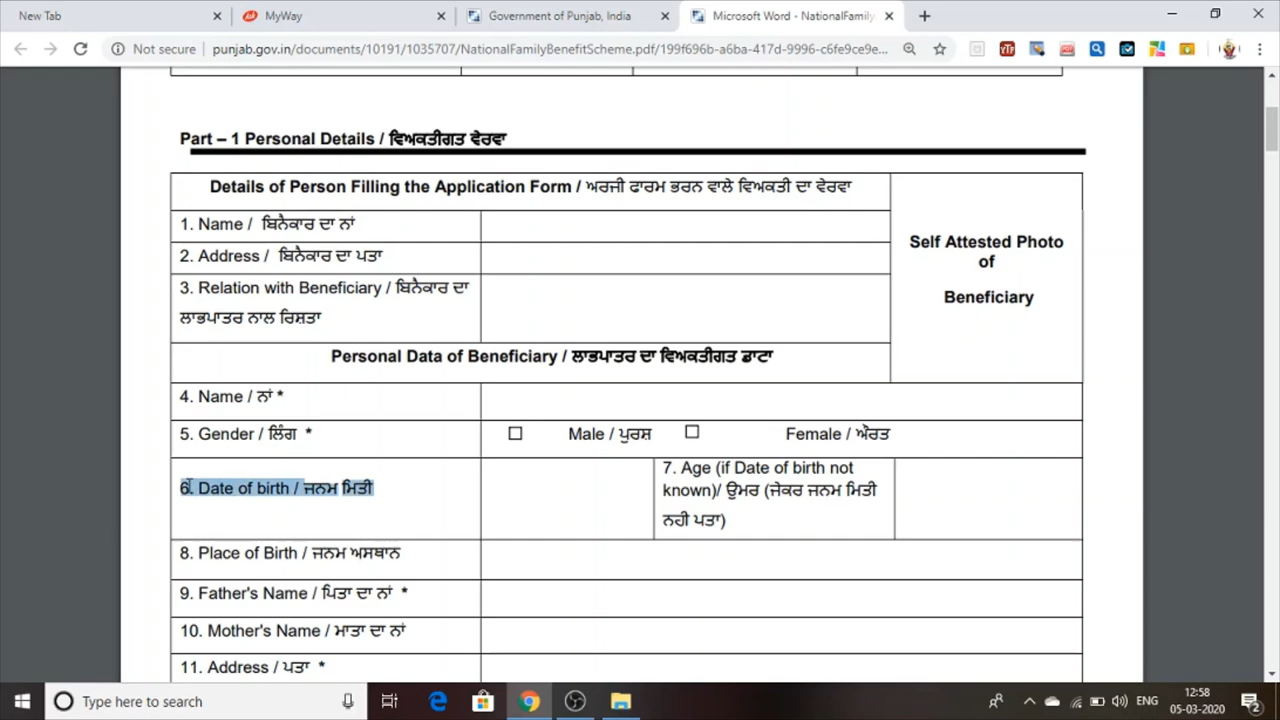 New Tab
MyWay
Government of Punjab, India
Microsoft Word - NationalFamily
Not secure
punjab.gov.in/documents/10191/1035707/NationalFamilyBenefitScheme.pdf/199f696b-a6ba-417d-9996-c6fe9ce9e...
Part – 1 Personal Details / ਵਿਅਕਤੀਗਤ ਵੇਰਵਾ
Details of Person Filling the Application Form / ਅਰਜੀ ਫਾਰਮ ਭਰਨ ਵਾਲੇ ਵਿਅਕਤੀ ਦਾ ਵੇਰਵਾ
Self Attested Photo
of
Beneficiary
1. Name / ਬਿਨੈਕਾਰ ਦਾ ਨਾਂ
2. Address / ਬਿਨੈਕਾਰ ਦਾ ਪਤਾ
3. Relation with Beneficiary / ਬਿਨੈਕਾਰ ਦਾ
ਲਾਭਪਾਤਰ ਨਾਲ ਰਿਸ਼ਤਾ
Personal Data of Beneficiary / ਲਾਭਪਾਤਰ ਦਾ ਵਿਅਕਤੀਗਤ ਡਾਟਾ
4. Name / ਨਾਂ *
5. Gender / ਲਿੰਗ *
Male / ਪੁਰਸ਼
Female / ਔਰਤ
6. Date of birth / ਜਨਮ ਮਿਤੀ
7. Age (if Date of birth not
known)/ ਉਮਰ (ਜੇਕਰ ਜਨਮ ਮਿਤੀ
ਨਹੀ ਪਤਾ)
8. Place of Birth / ਜਨਮ ਅਸਥਾਨ
9. Father's Name / ਪਿਤਾ ਦਾ ਨਾਂ *
10. Mother's Name / ਮਾਤਾ ਦਾ ਨਾਂ
11. Address / ਪਤਾ *
Type here to search
ENG
12:58
05-03-2020
2